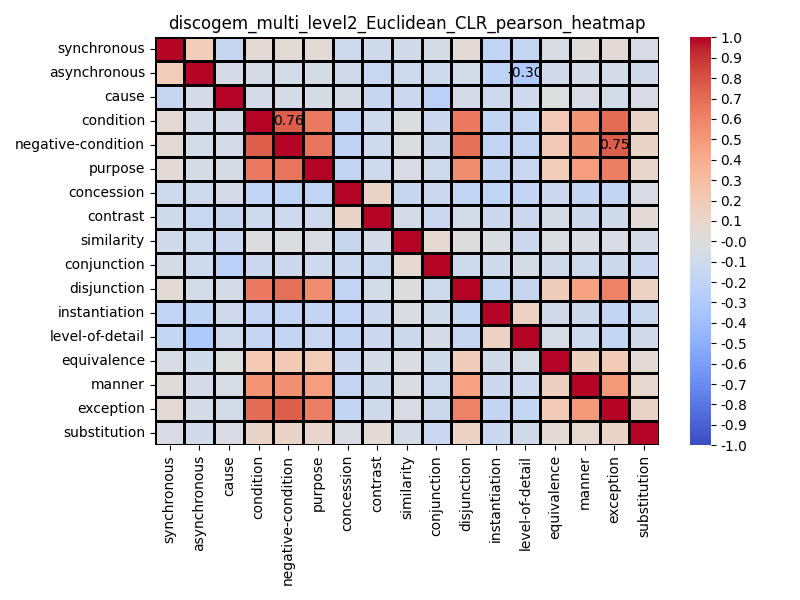 discogem_multi_level2_Euclidean_CLR_pearson_heatmap
synchronous
asynchronous
cause
condition
negative-condition
purpose
concession
contrast
similarity
conjunction
disjunction
instantiation
level-of-detail
equivalence
manner
exception
substitution
-0.30
0.76
0.75
1.0
0.9
0.8
0.7
0.6
0.5
0.4
0.3
0.2
0.1
-0.0
-0.1
-0.2
-0.3
-0.4
-0.5
-0.6
-0.7
-0.8
-0.9
-1.0
synchronous
asynchronous
cause
condition
negative-condition
purpose
concession
contrast
similarity
conjunction
disjunction
instantiation
level-of-detail
equivalence
manner
exception
substitution